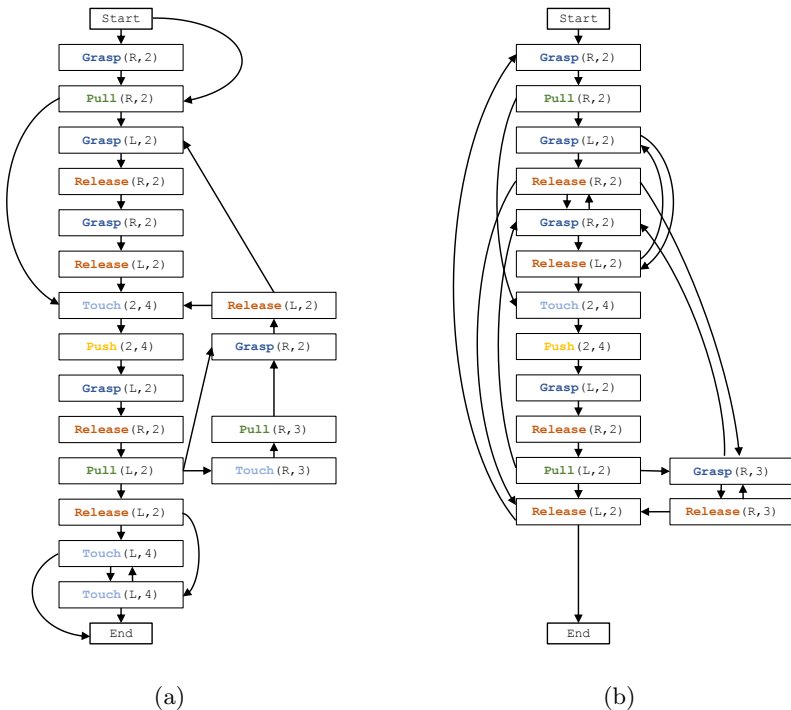 Start
Grasp(R,2)
Pull(R,2)
Grasp(L,2)
Release(R,2)
Grasp(R,2)
Release(L,2)
Touch(2,4)
Push(2,4)
Grasp(L,2)
Release(R,2)
Pull(L,2)
Release(L,2)
Touch(L,4)
Touch(L,4)
End
Release(L,2)
Grasp(R,2)
Pull(R,3)
Touch(R,3)
(a)
Start
Grasp(R,2)
Pull(R,2)
Grasp(L,2)
Release(R,2)
Grasp(R,2)
Release(L,2)
Touch(2,4)
Push(2,4)
Grasp(L,2)
Release(R,2)
Pull(L,2)
Release(L,2)
End
Grasp(R,3)
Release(R,3)
(b)